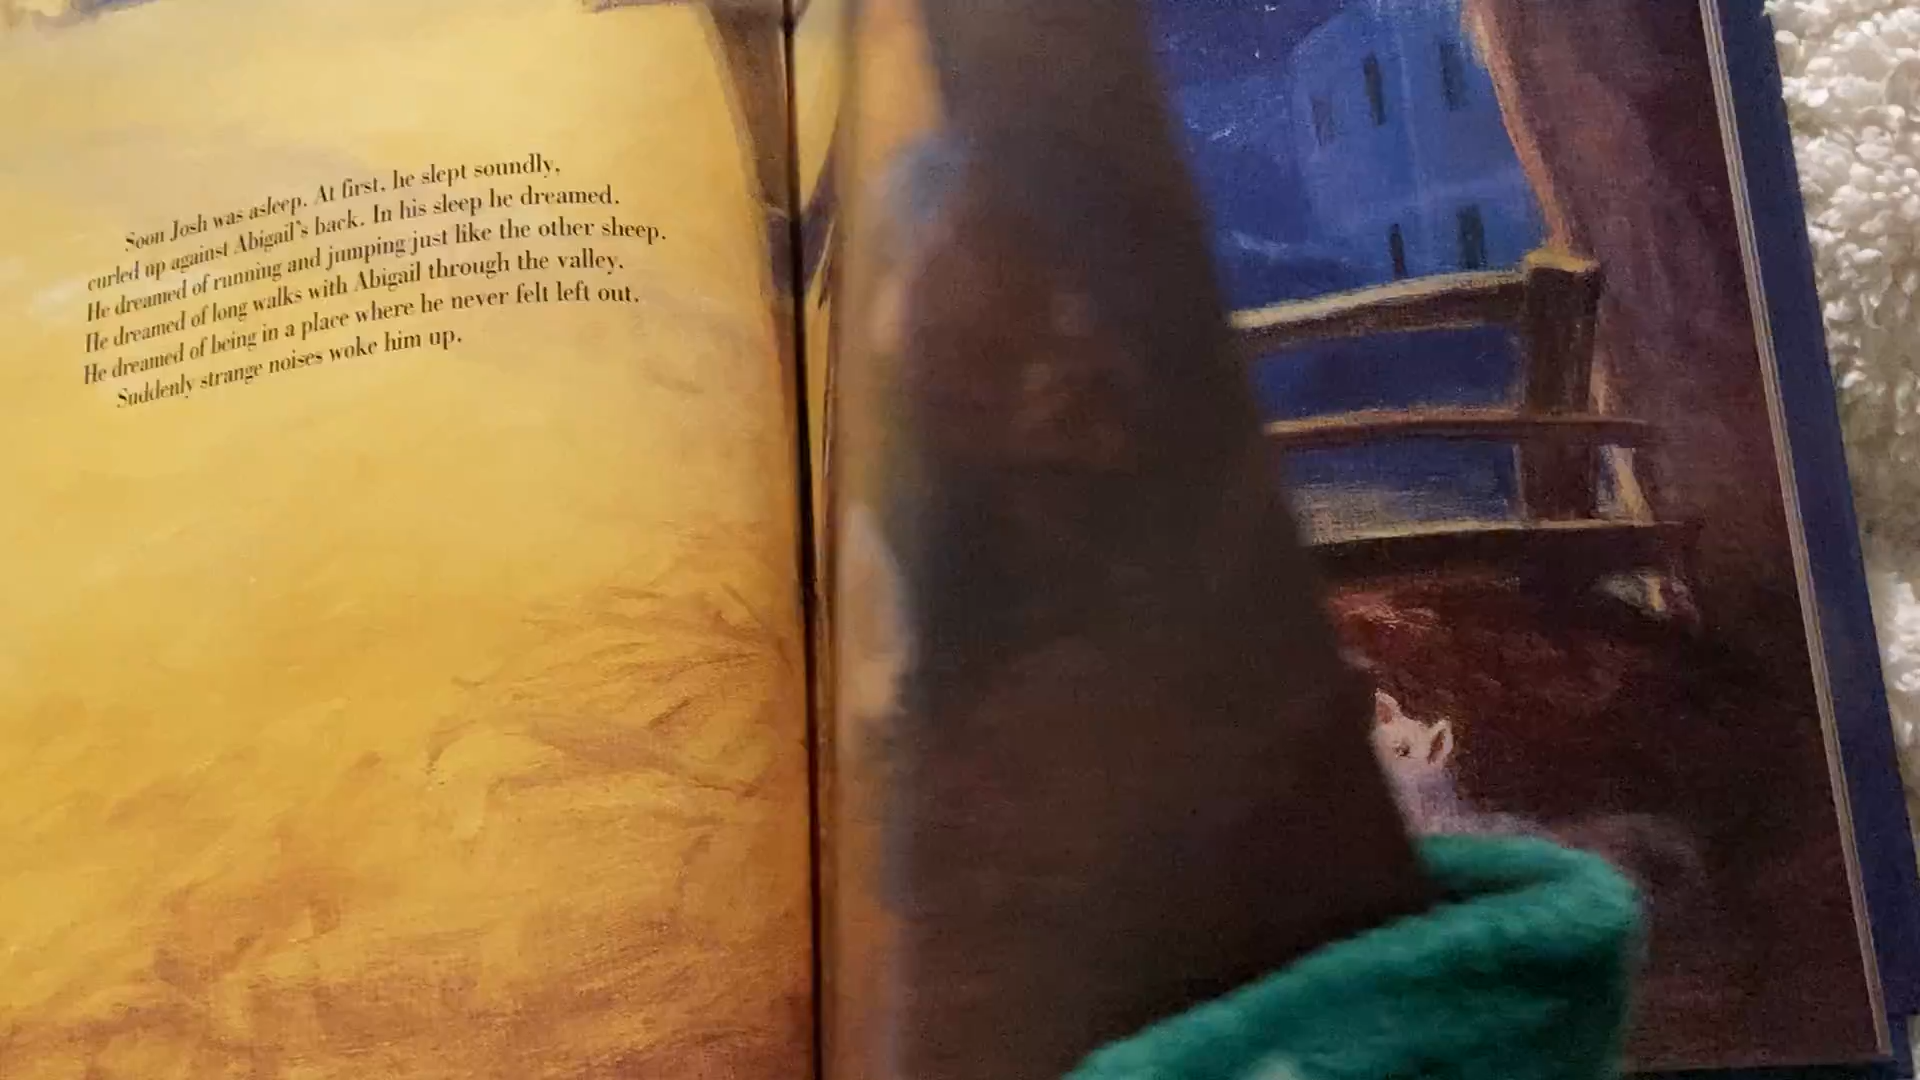 Soon Josh was asleep. At first, he slept soundly,
curled up against Abigail's back. In his sleep he dreamed.
He dreamed of running and jumping just like the other sheep.
He dreamed of long walks with Abigail through the valley.
He dreamed of being in a place where he never felt left out.
Suddenly strange noises woke him up.